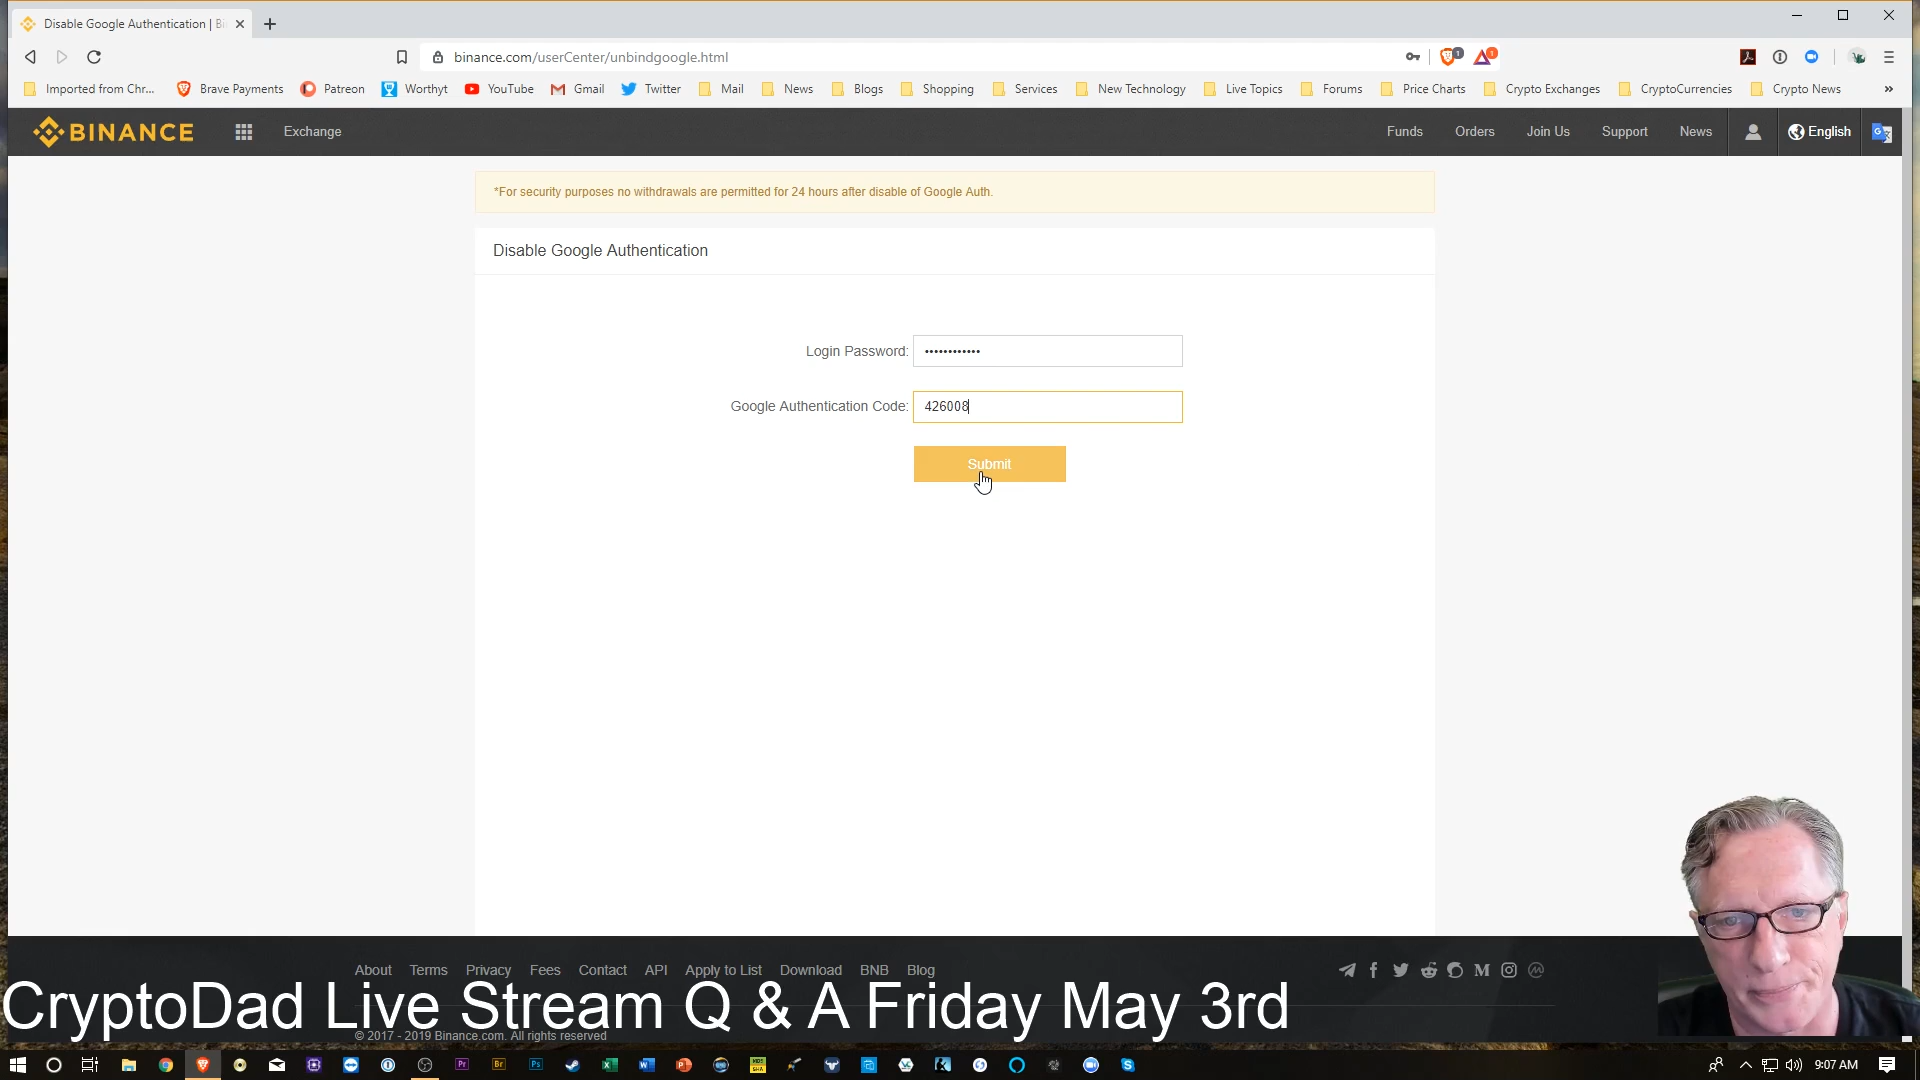 Disable Google Authentication | Bi
binance.com/userCenter/unbindgoogle.html
1
1
Imported from Chr...
Brave Payments
Patreon
Worthyt
YouTube
Gmail
Twitter
Mail
News
Blogs
Shopping
Services
New Technology
Live Topics
Forums
Price Charts
Crypto Exchanges
CryptoCurrencies
Crypto News
»
BINANCE
Exchange
Funds
Orders
Join Us
Support
News
English
*For security purposes no withdrawals are permitted for 24 hours after disable of Google Auth.
Disable Google Authentication
Login Password: ••••••••••••
Google Authentication Code: 426008
Submit
About Terms Privacy Fees Contact API Apply to List Download BNB Blog
CryptoDad Live Stream Q & A Friday May 3rd
© 2017 - 2019 Binance.com. All rights reserved
Pr
Br
Ps
9:07 AM